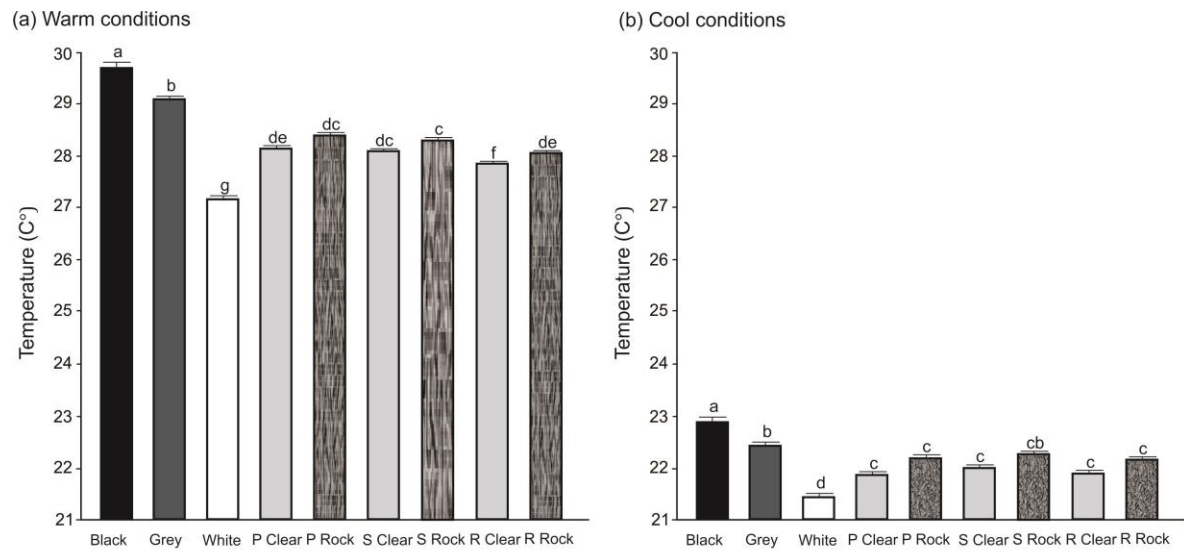 (a) Warm conditions
Temperature (C°)
30
29
28
27
26
25
24
23
22
21
a
b
g
de
dc
dc
c
f
de
Black Grey White P Clear P Rock S Clear S Rock R Clear R Rock
(b) Cool conditions
Temperature (C°)
30
29
28
27
26
25
24
23
22
21
a
b
d
c
c
c
cb
c
c
Black Grey White P Clear P Rock S Clear S Rock R Clear R Rock